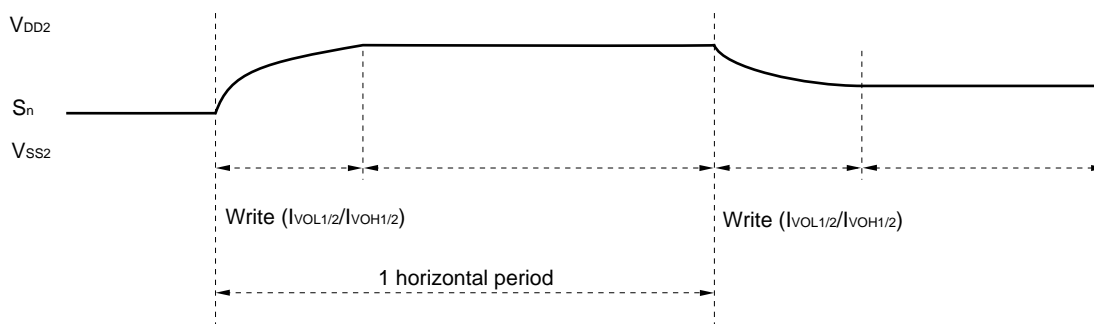 VDD2
Sn
VSS2
Write (IVOL1/2/IVOH1/2)
Write (IVOL1/2/IVOH1/2)
1 horizontal period